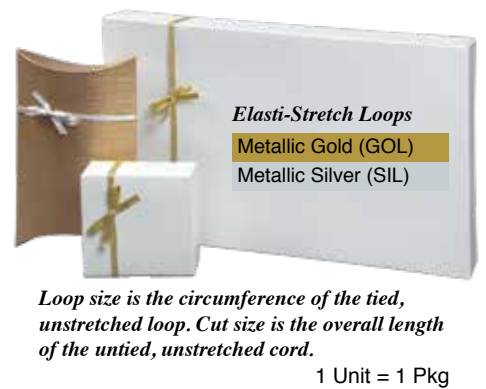 Elasti-Stretch Loops
Metallic Gold (GOL)
Metallic Silver (SIL)
Loop size is the circumference of the tied,
unstretched loop. Cut size is the overall length
of the untied, unstretched cord.
1 Unit = 1 Pkg